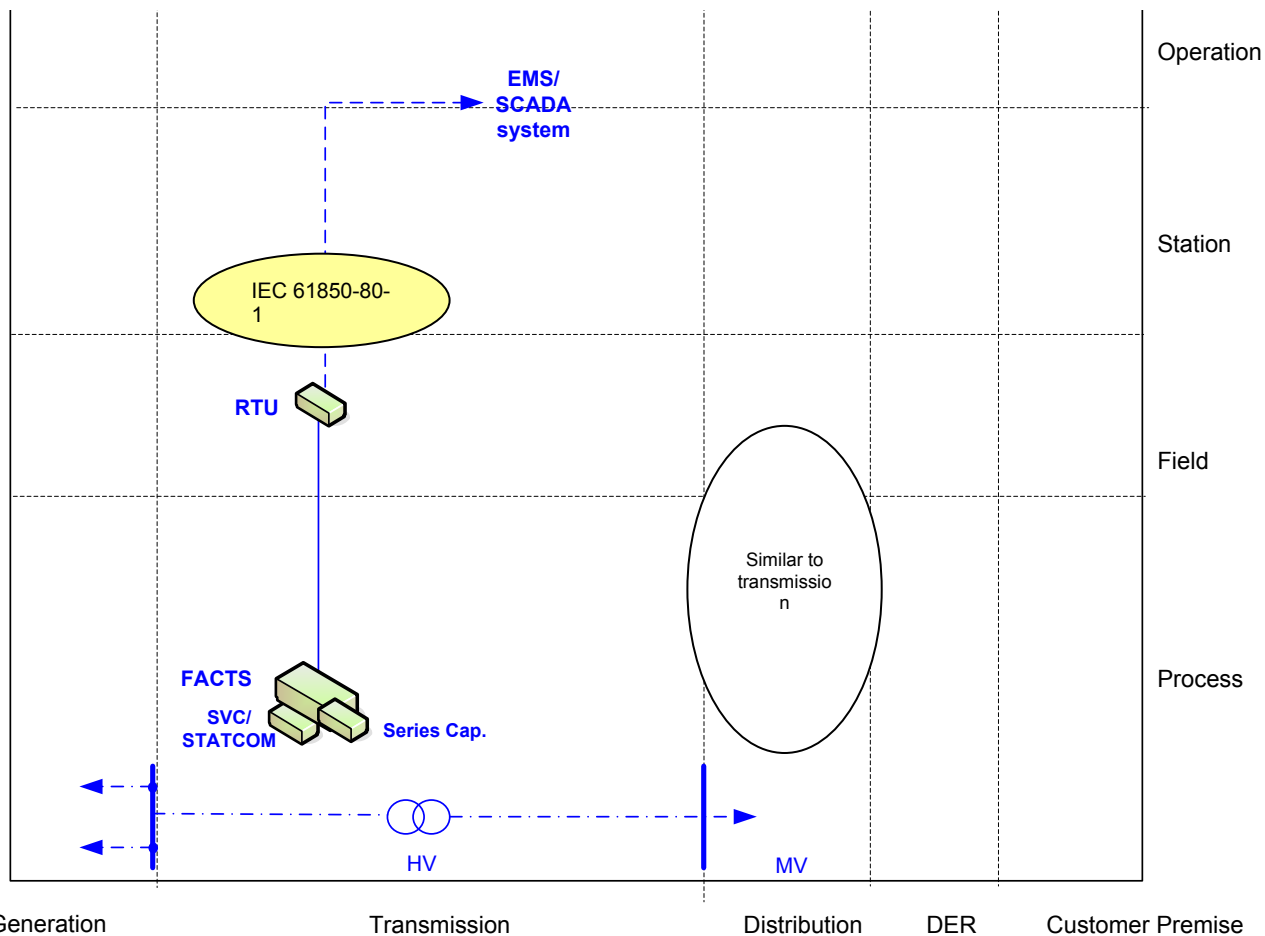 Operation
EMS/
SCADA
system
Station
IEC 61850-80-
1
RTU
Field
Similar to
transmissio
n
FACTS
Process
SVC/
STATCOM
Series Cap.
HV
MV
Generation
Transmission
Distribution
DER
Customer Premise